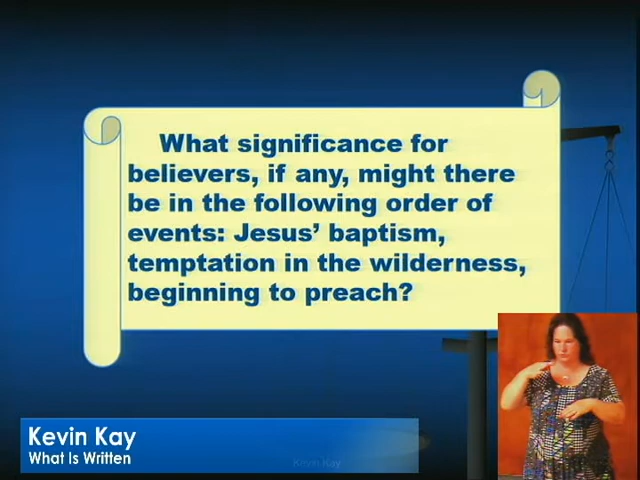 What significance for
believers, if any, might there
be in the following order of
events: Jesus' baptism,
temptation in the wilderness,
beginning to preach?
Kevin Kay
What Is Written
Kevin Kay